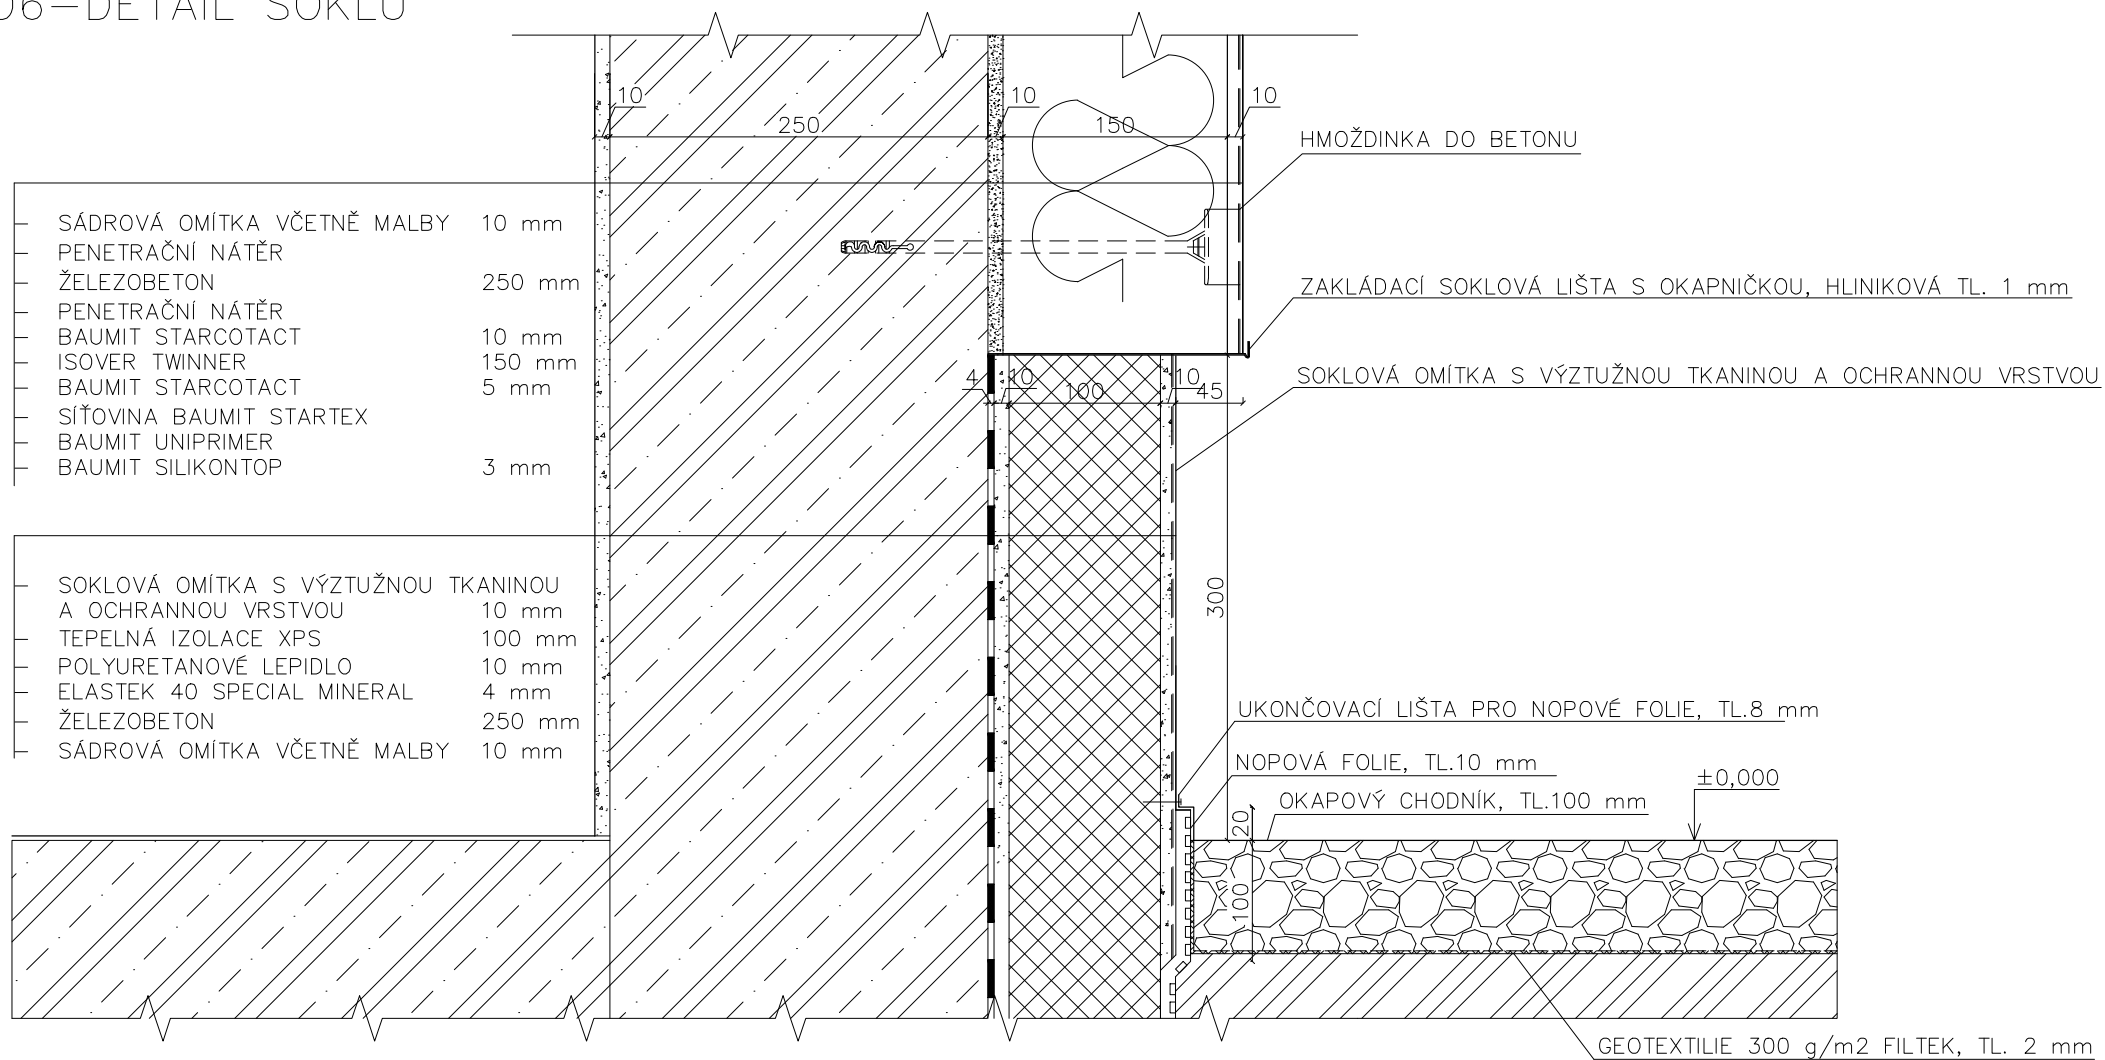 06-DETAIL SOKLU
10
250
10
150
10
HMOŽDINKA DO BETONU
SÁDROVÁ OMÍTKA VČETNĚ MALBY 10 mm
PENETRAČNÍ NÁTĚR
ŽELEZOBETON 250 mm
PENETRAČNÍ NÁTĚR
BAUMIT STARCOTACT 10 mm
ISOVER TWINNER 150 mm
BAUMIT STARCOTACT 5 mm
SÍŤOVINA BAUMIT STARTEX
BAUMIT UNIPRIMER
BAUMIT SILIKONTOP 3 mm
ZAKLÁDACÍ SOKLOVÁ LIŠTA S OKAPNIČKOU, HLINIKOVÁ TL. 1 mm
SOKLOVÁ OMÍTKA S VÝZTUŽNOU TKANINOU A OCHRANNOU VRSTVOU
4
10
100
10
45
SOKLOVÁ OMÍTKA S VÝZTUŽNOU TKANINOU
A OCHRANNOU VRSTVOU 10 mm
TEPELNÁ IZOLACE XPS 100 mm
POLYURETANOVÉ LEPIDLO 10 mm
ELASTEK 40 SPECIAL MINERAL 4 mm
ŽELEZOBETON 250 mm
SÁDROVÁ OMÍTKA VČETNĚ MALBY 10 mm
300
UKONČOVACÍ LIŠTA PRO NOPOVÉ FOLIE, TL.8 mm
NOPOVÁ FOLIE, TL.10 mm
±0,000
OKAPOVÝ CHODNÍK, TL.100 mm
20
100
GEOTEXTILIE 300 g/m2 FILTEK, TL. 2 mm